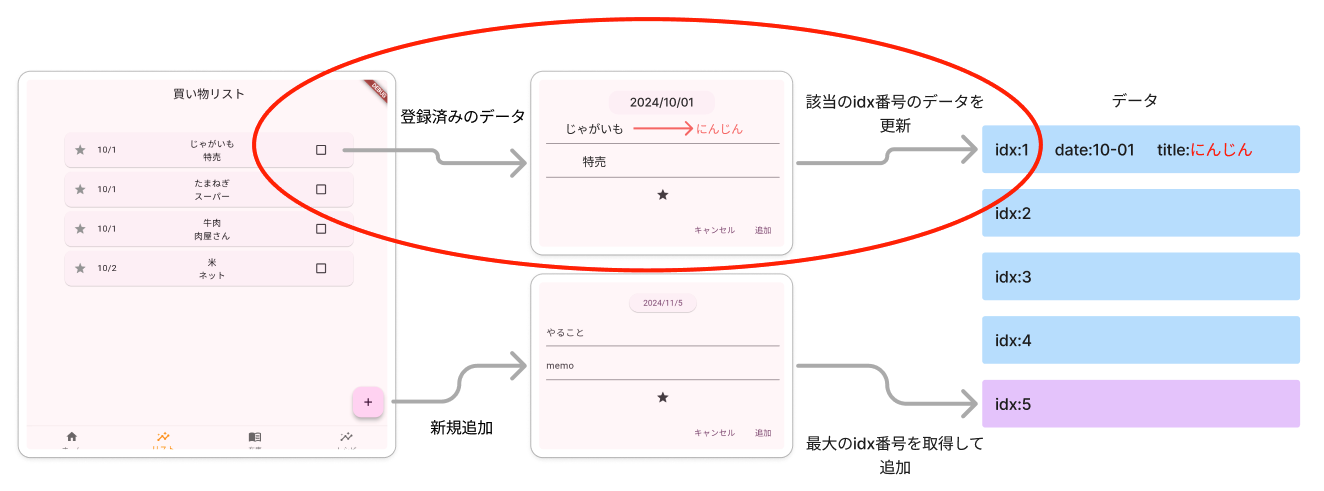 買い物リスト
DEBUG
10/1
じゃがいも
特売
10/1
たまねぎ
スーパー
10/1
牛肉
肉屋さん
10/2
米
ネット
+
リスト
登録済みのデータ
新規追加
2024/10/01
じゃがいも にんじん
特売
キャンセル 追加
2024/11/5
やること
memo
キャンセル 追加
該当のidx番号のデータを
更新
最大のidx番号を取得して
追加
データ
idx:1 date:10-01 title:にんじん
idx:2
idx:3
idx:4
idx:5